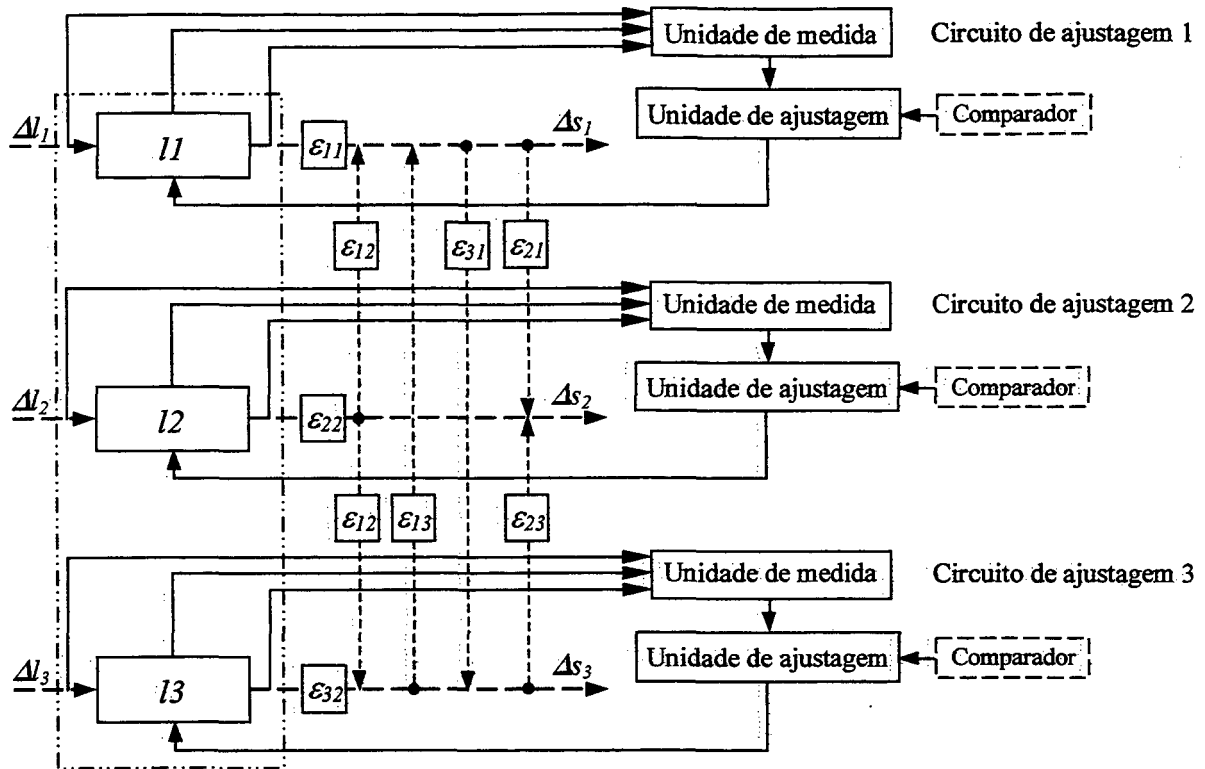 Unidade de medida
Circuito de ajustagem 1
Unidade de ajustagem
Comparador
Δl1
l1
ε11
Δs1
ε12
ε31
ε21
Unidade de medida
Circuito de ajustagem 2
Unidade de ajustagem
Comparador
Δl2
l2
ε22
Δs2
ε12
ε13
ε23
Unidade de medida
Circuito de ajustagem 3
Unidade de ajustagem
Comparador
Δl3
l3
ε32
Δs3